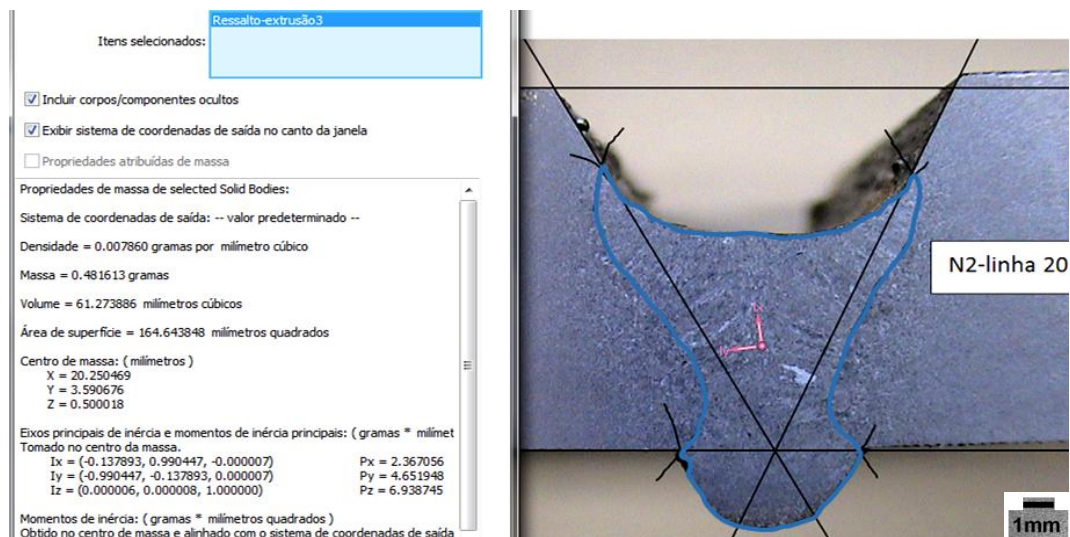 Ressalto-extrusão3
Itens selecionados:
Incluir corpos/componentes ocultos
Exibir sistema de coordenadas de saída no canto da janela
Propriedades atribuídas de massa
Propriedades de massa de selected Solid Bodies:
Sistema de coordenadas de saída: -- valor predeterminado --
Densidade = 0.007860 gramas por milímetro cúbico
Massa = 0.481613 gramas
Volume = 61.273886 milímetros cúbicos
Área de superfície = 164.643848 milímetros quadrados
Centro de massa: ( milímetros )
X = 20.250469
Y = 3.590676
Z = 0.500018
Eixos principais de inércia e momentos de inércia principais: ( gramas * milímet
Tomado no centro da massa.
Ix = (-0.137893, 0.990447, -0.000007) Px = 2.367056
Iy = (-0.990447, -0.137893, 0.000007) Py = 4.651948
Iz = (0.000006, 0.000008, 1.000000) Pz = 6.938745
Momentos de inércia: ( gramas * milímetros quadrados )
Obtido no centro de massa e alinhado com o sistema de coordenadas de saída
N2-linha 20
1mm